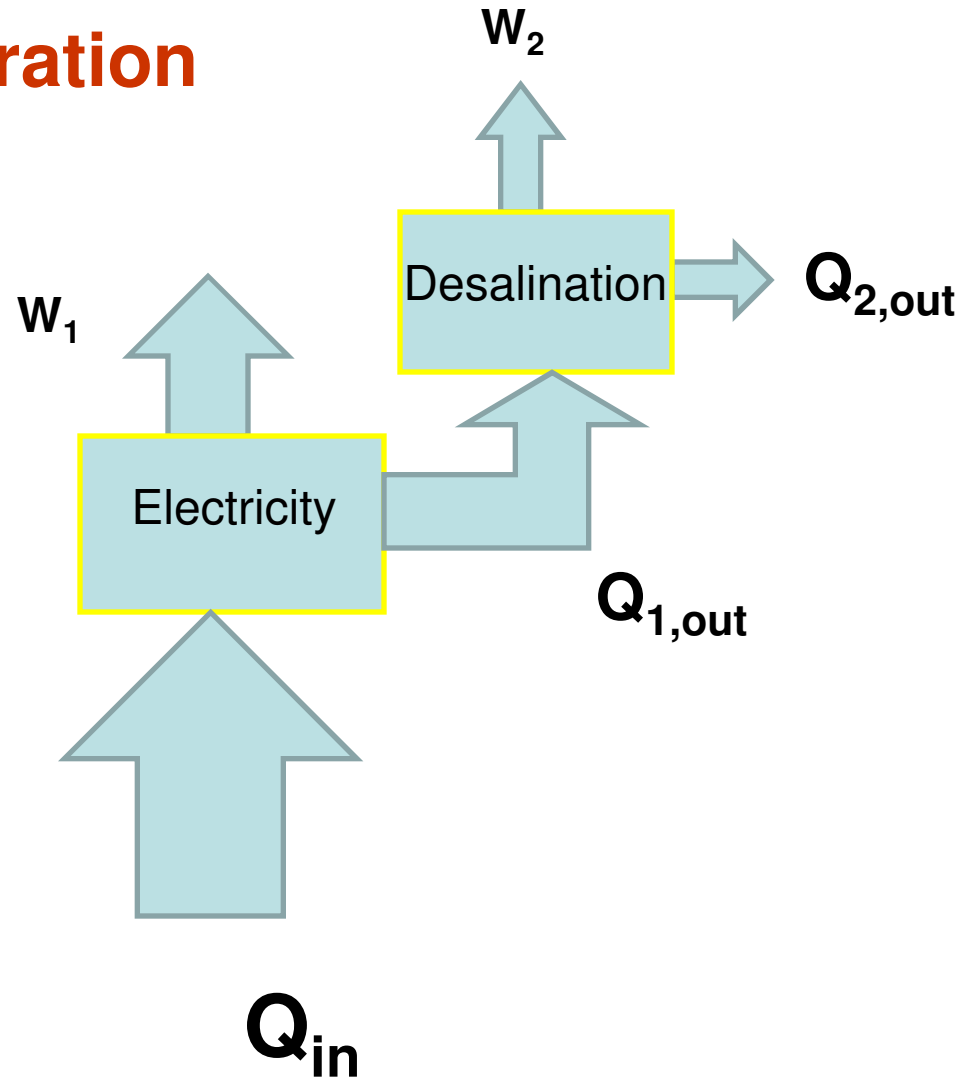 ration
W₂
Desalination
Q₂,out
W₁
Electricity
Q₁,out
Qin